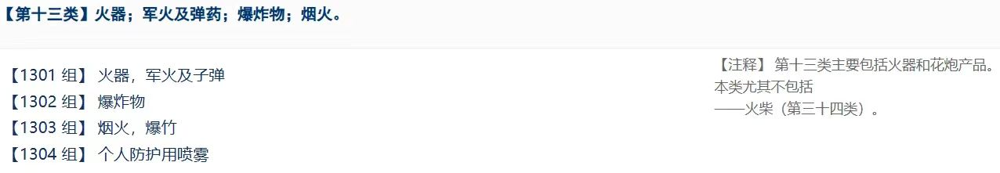 【第十三类】火器；军火及弹药；爆炸物；烟火。
【1301 组】 火器，军火及子弹
【1302 组】 爆炸物
【1303 组】 烟火，爆竹
【1304 组】 个人防护用喷雾
【注释】 第十三类主要包括火器和花炮产品。
本类尤其不包括
——火柴（第三十四类）。